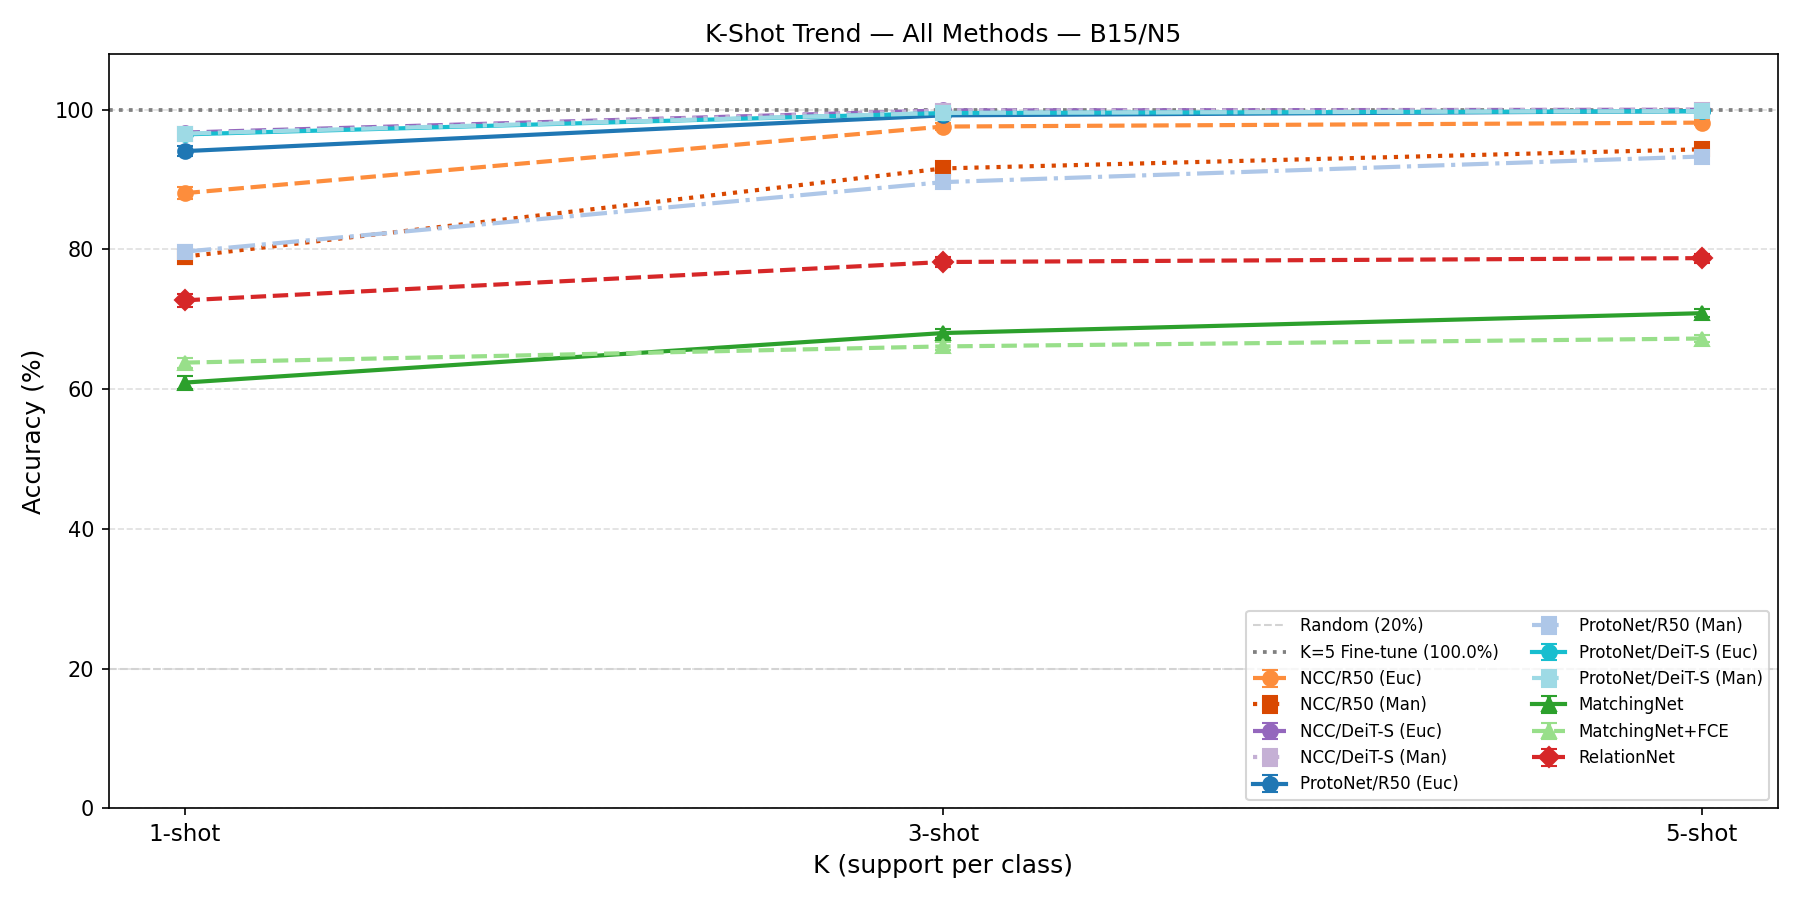 K-Shot Trend — All Methods — B15/N5
Accuracy (%)
100
80
60
40
20
0
1-shot
3-shot
5-shot
K (support per class)
Random (20%)
K=5 Fine-tune (100.0%)
NCC/R50 (Euc)
NCC/R50 (Man)
NCC/DeiT-S (Euc)
NCC/DeiT-S (Man)
ProtoNet/R50 (Euc)
ProtoNet/R50 (Man)
ProtoNet/DeiT-S (Euc)
ProtoNet/DeiT-S (Man)
MatchingNet
MatchingNet+FCE
RelationNet